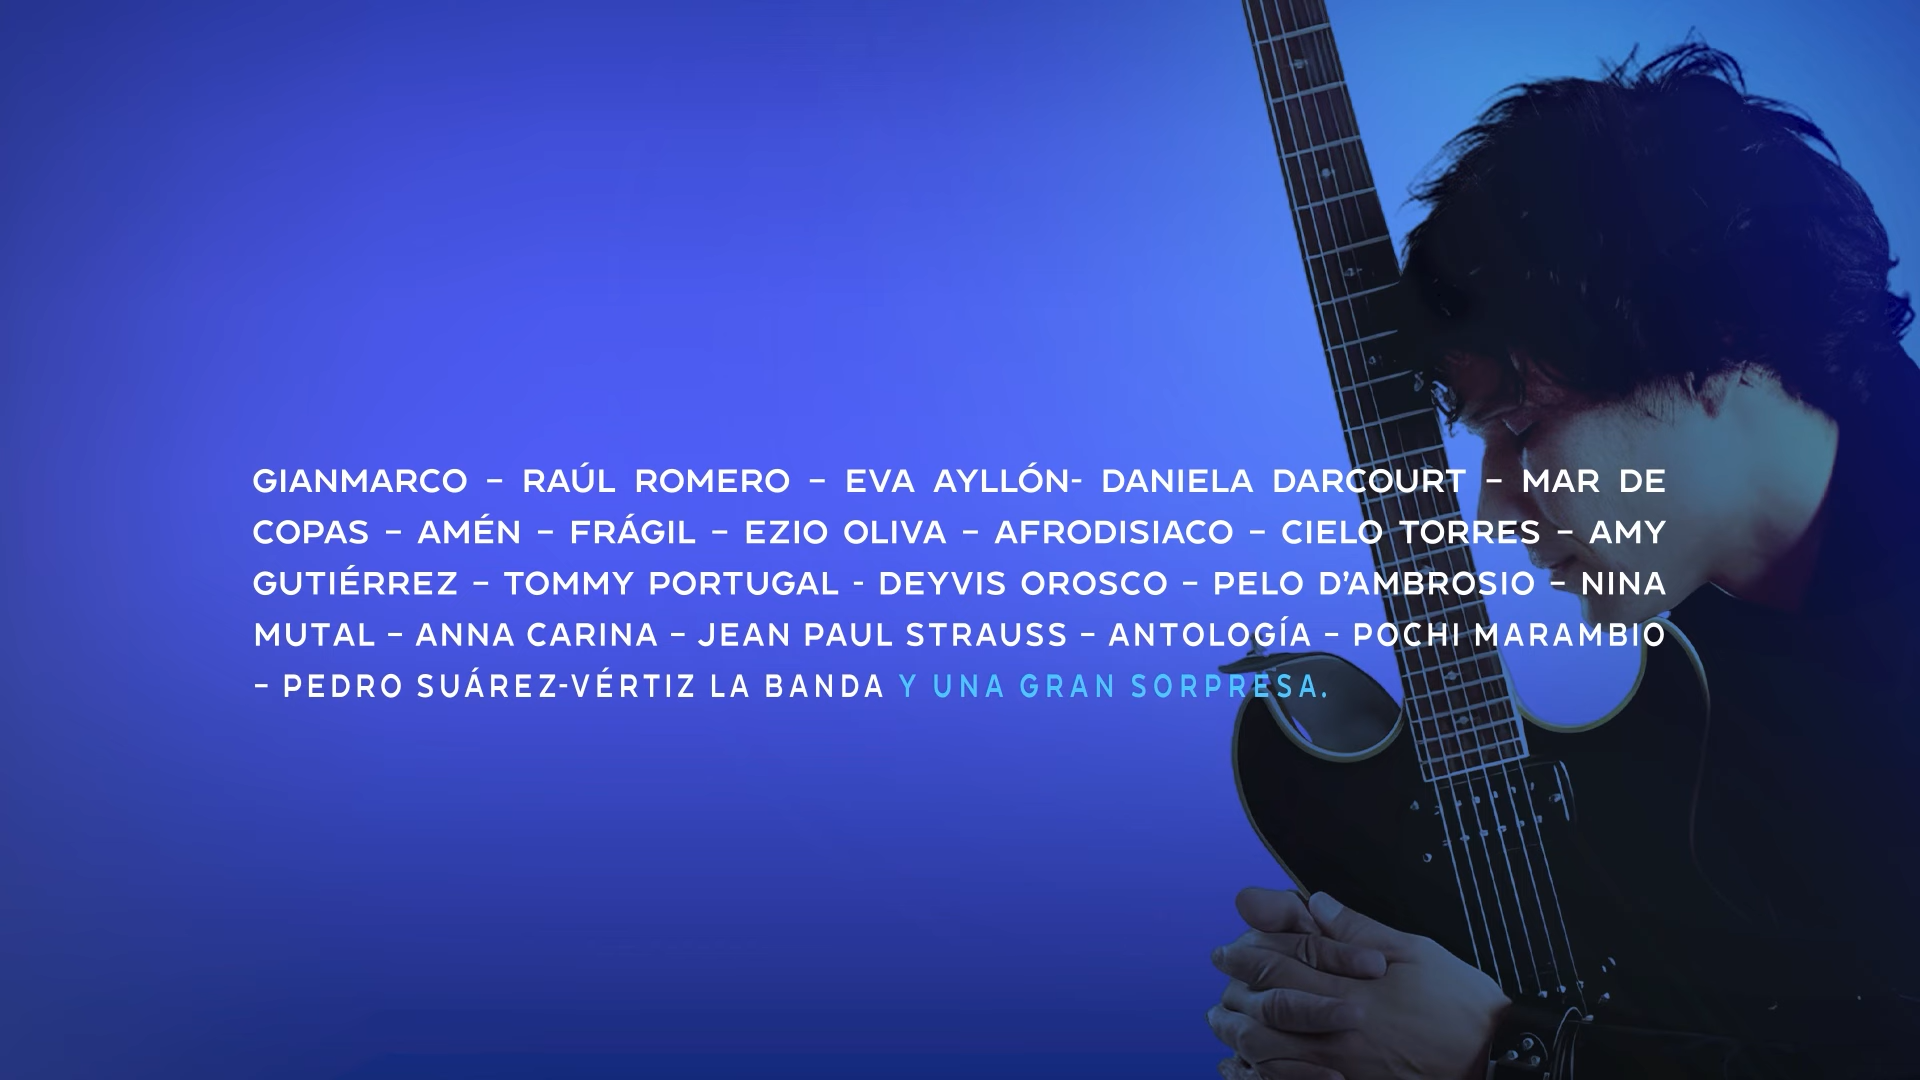 GIANMARCO – RAÚL ROMERO – EVA AYLLÓN- DANIELA DARCOURT – MAR DE
COPAS – AMÉN – FRÁGIL – EZIO OLIVA – AFRODISIACO – CIELO TORRES – AMY
GUTIÉRREZ – TOMMY PORTUGAL - DEYVIS OROSCO – PELO D’AMBROSIO – NINA
MUTAL – ANNA CARINA – JEAN PAUL STRAUSS – ANTOLOGÍA – POCHI MARAMBIO
– PEDRO SUÁREZ-VÉRTIZ LA BANDA Y UNA GRAN SORPRESA.